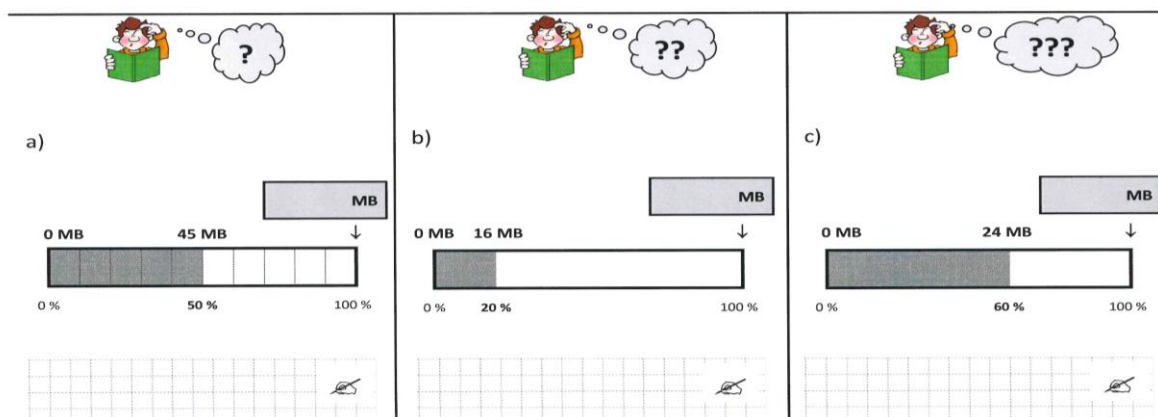 ?
a)
MB
0 MB 45 MB
0 % 50 % 100 %
??
b)
MB
0 MB 16 MB
0 % 20 % 100 %
???
c)
MB
0 MB 24 MB
0 % 60 % 100 %